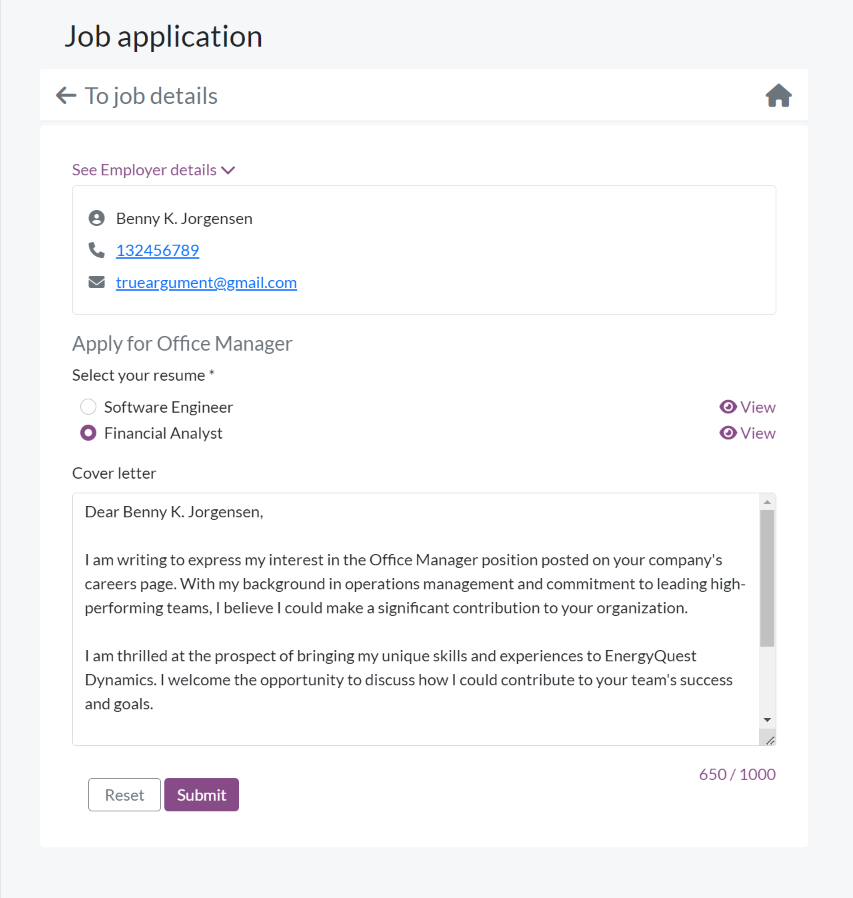 Job application
To job details
See Employer details
Benny K. Jorgensen
132456789
trueargument@gmail.com
Apply for Office Manager
Select your resume *
Software Engineer View
Financial Analyst View
Cover letter
Dear Benny K. Jorgensen,
I am writing to express my interest in the Office Manager position posted on your company's
careers page. With my background in operations management and commitment to leading high-
performing teams, I believe I could make a significant contribution to your organization.
I am thrilled at the prospect of bringing my unique skills and experiences to EnergyQuest
Dynamics. I welcome the opportunity to discuss how I could contribute to your team's success
and goals.
650 / 1000
Reset Submit